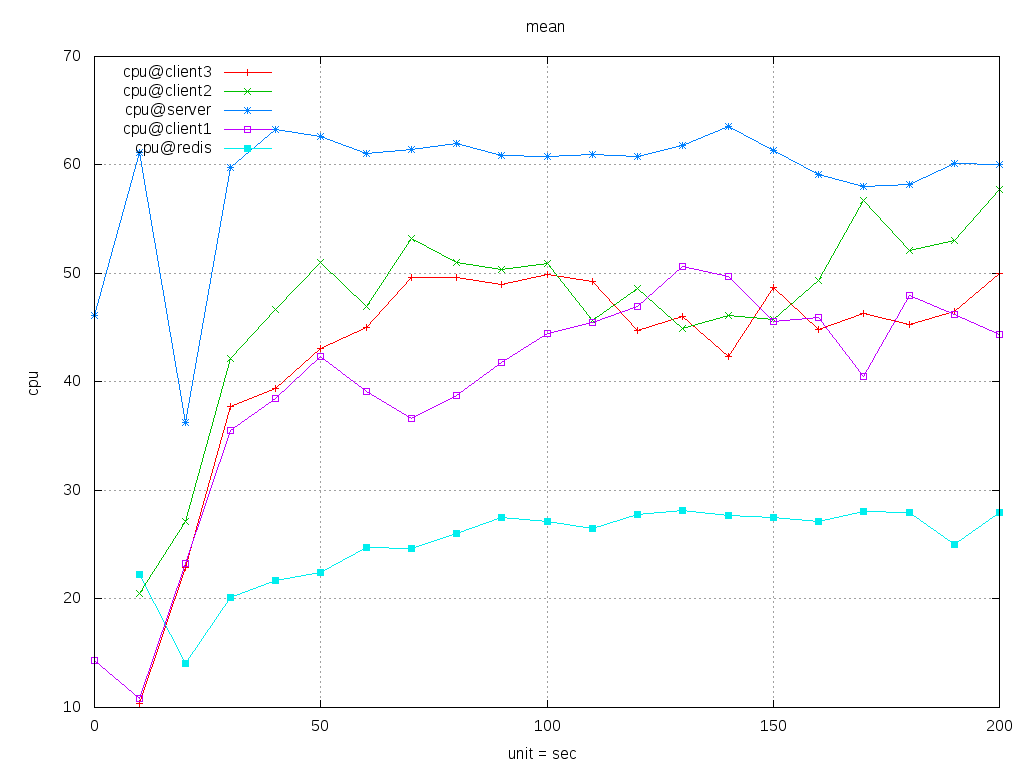 mean
70
60
50
40
30
20
10
cpu
cpu@client3
cpu@client2
cpu@server
cpu@client1
cpu@redis
0 50 100 150 200
unit = sec